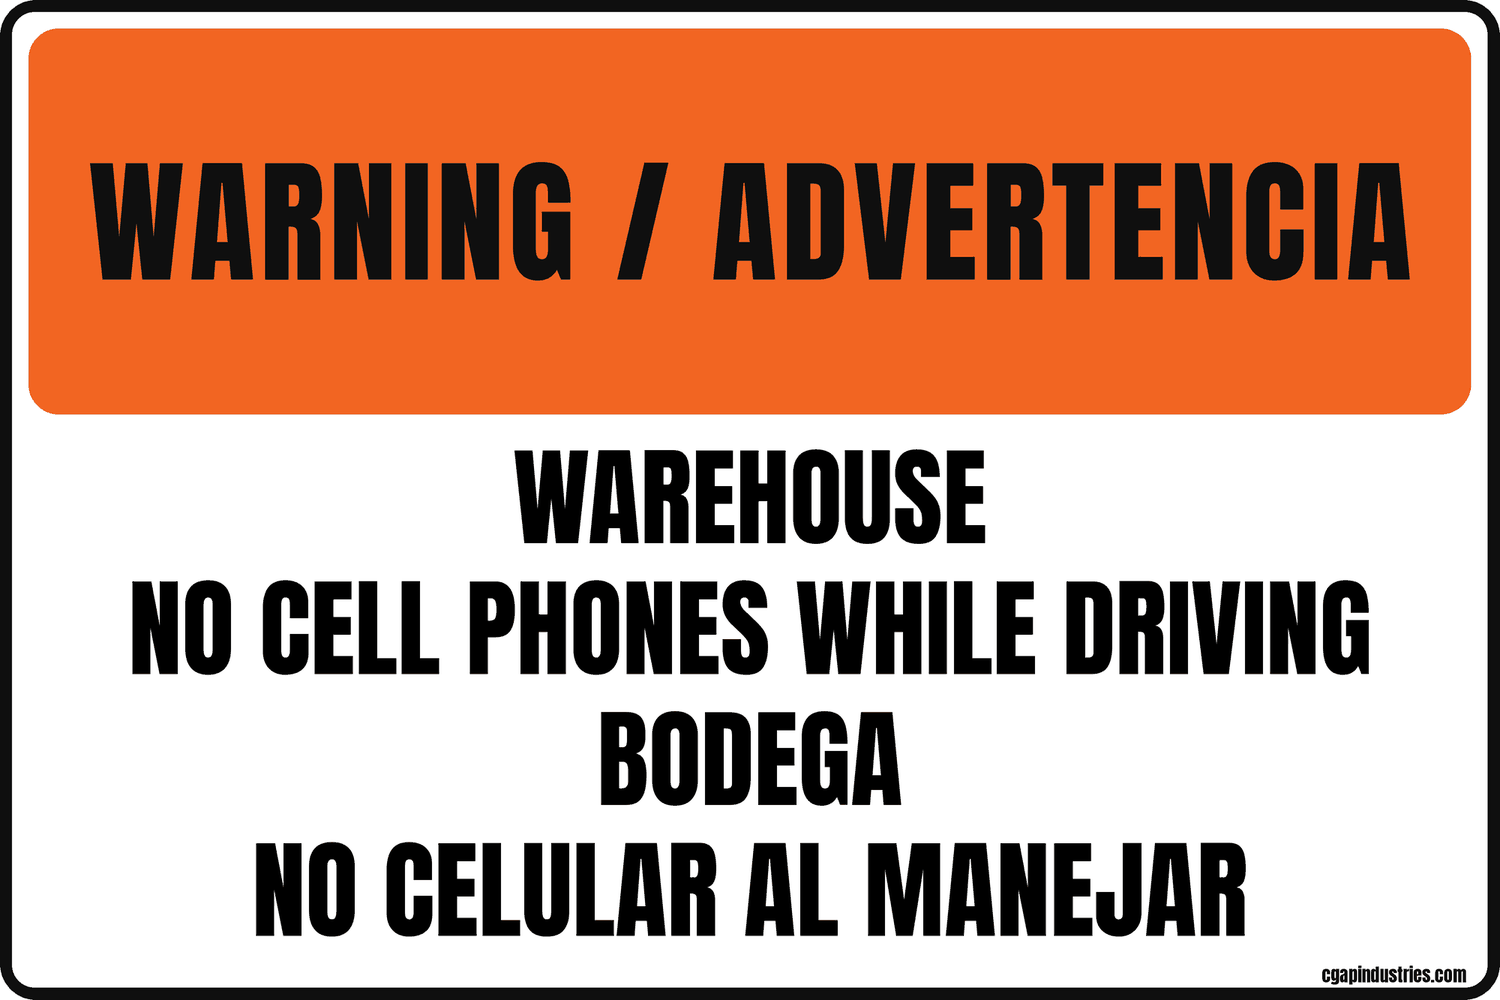 WARNING / ADVERTENCIA
WAREHOUSE
NO CELL PHONES WHILE DRIVING
BODEGA
NO CELULAR AL MANEJAR
cgapindustries.com